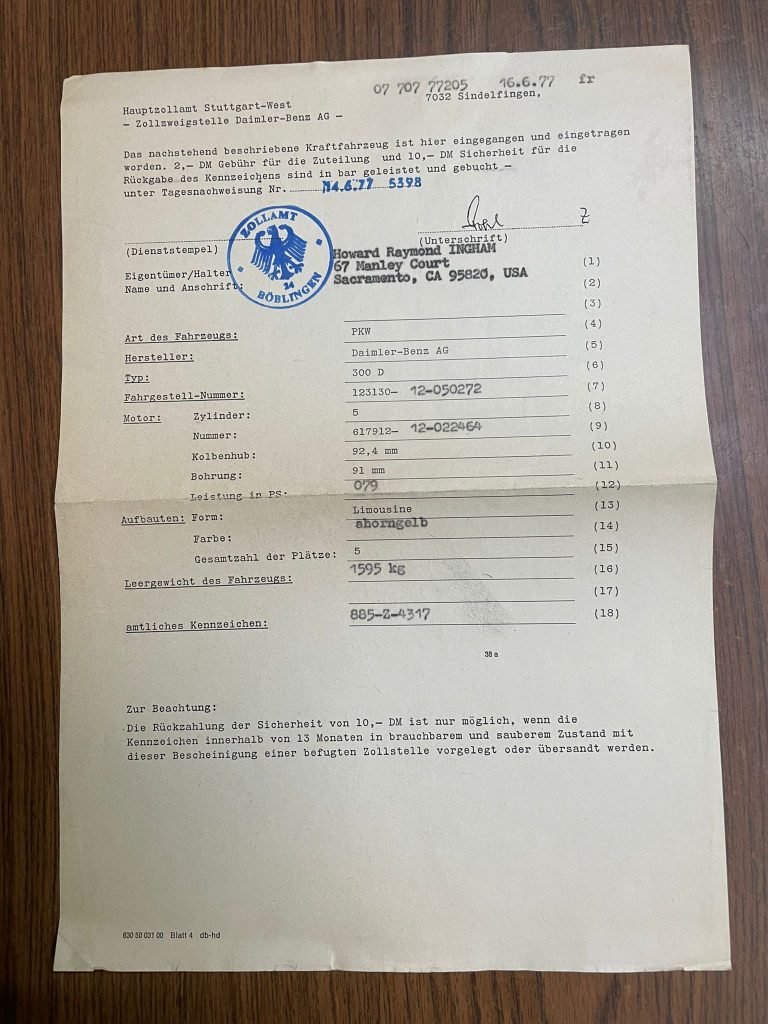 07 707 77205 16.6.77 fr
7032 Sindelfingen,
Hauptzollamt Stuttgart-West
- Zollzweigstelle Daimler-Benz AG -
Das nachstehend beschriebene Kraftfahrzeug ist hier eingegangen und eingetragen
worden. 2,- DM Gebühr für die Zuteilung und 10,- DM Sicherheit für die
Rückgabe des Kennzeichens sind in bar geleistet und gebucht -
unter Tagesnachweisung Nr. 14.6.77 5398
ZOLLAMT
24
BÖBLINGEN
Z
(Dienststempel) (Unterschrift)
Howard Raymond INGHAM (1)
Eigentümer/Halter 67 Manley Court
Name und Anschrift: Sacramento, CA 95820, USA (2)
(3)
Art des Fahrzeugs: PKW (4)
Hersteller: Daimler-Benz AG (5)
Typ: 300 D (6)
Fahrgestell-Nummer: 123130- 12-050272 (7)
Motor: Zylinder: 5 (8)
Nummer: 617912- 12-022464 (9)
Kolbenhub: 92,4 mm (10)
Bohrung: 91 mm (11)
Leistung in PS: 079 (12)
Aufbauten: Form: Limousine (13)
Farbe: ahorngelb (14)
Gesamtzahl der Plätze: 5 (15)
Leergewicht des Fahrzeugs: 1595 kg (16)
(17)
amtliches Kennzeichen: 885-Z-4317 (18)
38 a
Zur Beachtung:
Die Rückzahlung der Sicherheit von 10,- DM ist nur möglich, wenn die
Kennzeichen innerhalb von 13 Monaten in brauchbarem und sauberem Zustand mit
dieser Bescheinigung einer befugten Zollstelle vorgelegt oder übersandt werden.
630 50 031 00 Blatt 4 db-hd